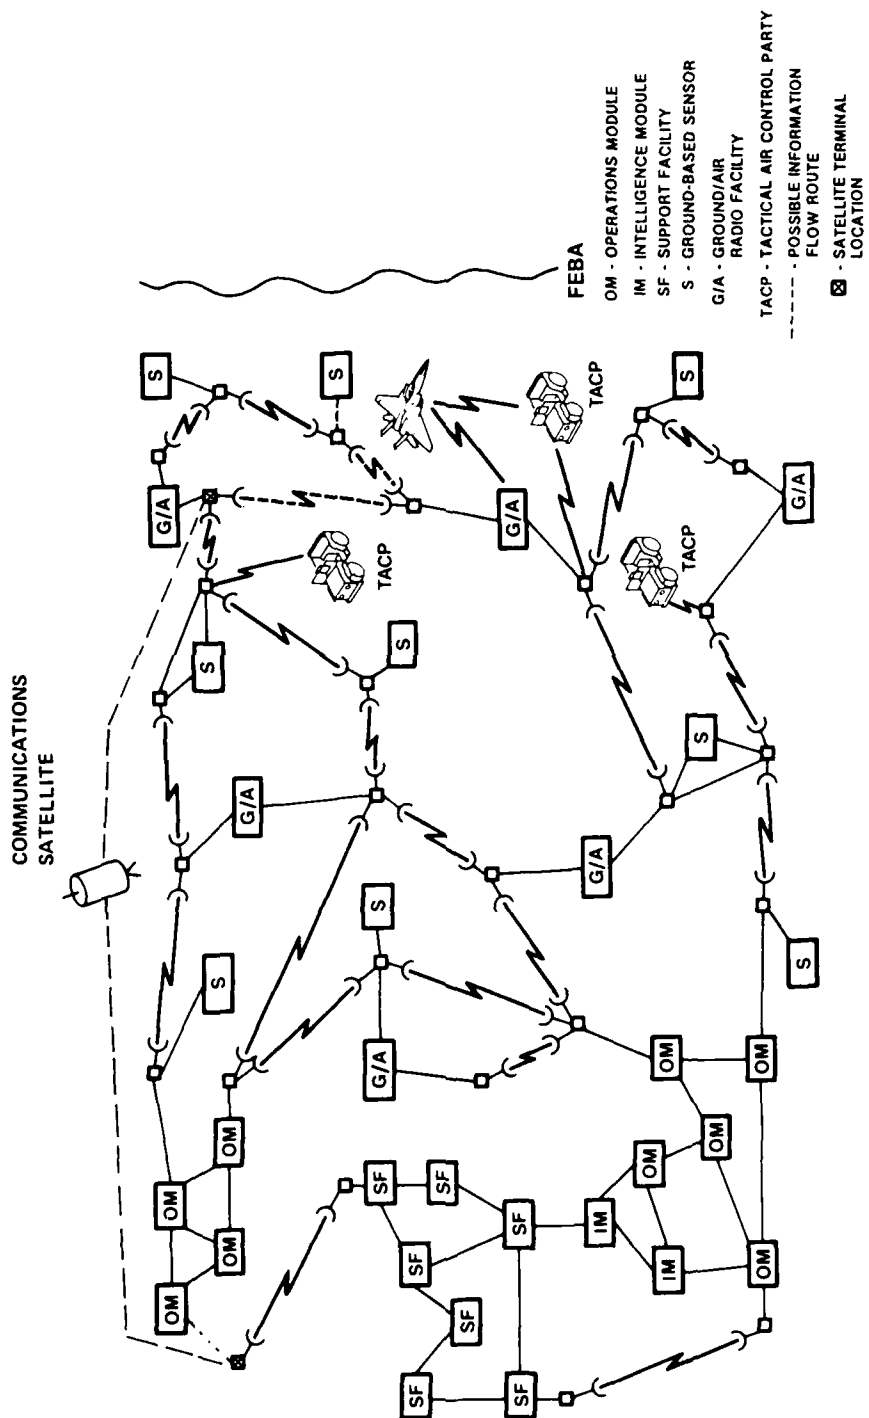 COMMUNICATIONS
SATELLITE
FEBA
OM - OPERATIONS MODULE
IM - INTELLIGENCE MODULE
SF - SUPPORT FACILITY
S - GROUND-BASED SENSOR
G/A - GROUND/AIR
RADIO FACILITY
TACP - TACTICAL AIR CONTROL PARTY
----- - POSSIBLE INFORMATION
FLOW ROUTE
- SATELLITE TERMINAL
LOCATION
S
S
S
TACP
G/A
G/A
G/A
TACP
TACP
S
S
S
G/A
G/A
S
S
S
G/A
OM
OM
OM
OM
OM
OM
SF
SF
OM
OM
SF
IM
OM
SF
IM
OM
SF
SF
SF